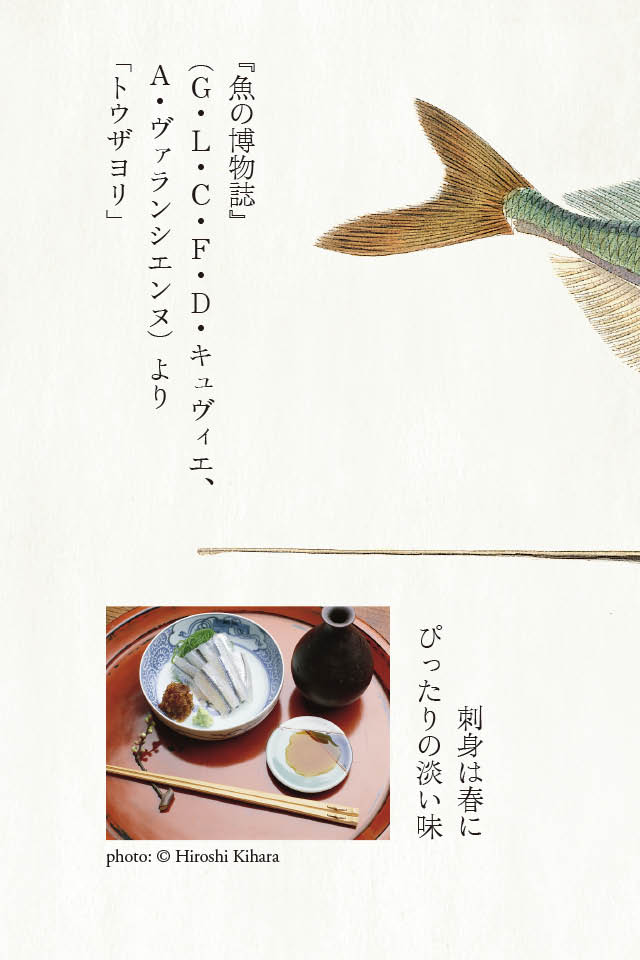 『魚の博物誌』
（G・L・C・F・D・キュヴィエ、
A・ヴァランシエンヌ）より
「トウザヨリ」
刺身は春に
ぴったりの淡い味
photo: © Hiroshi Kihara